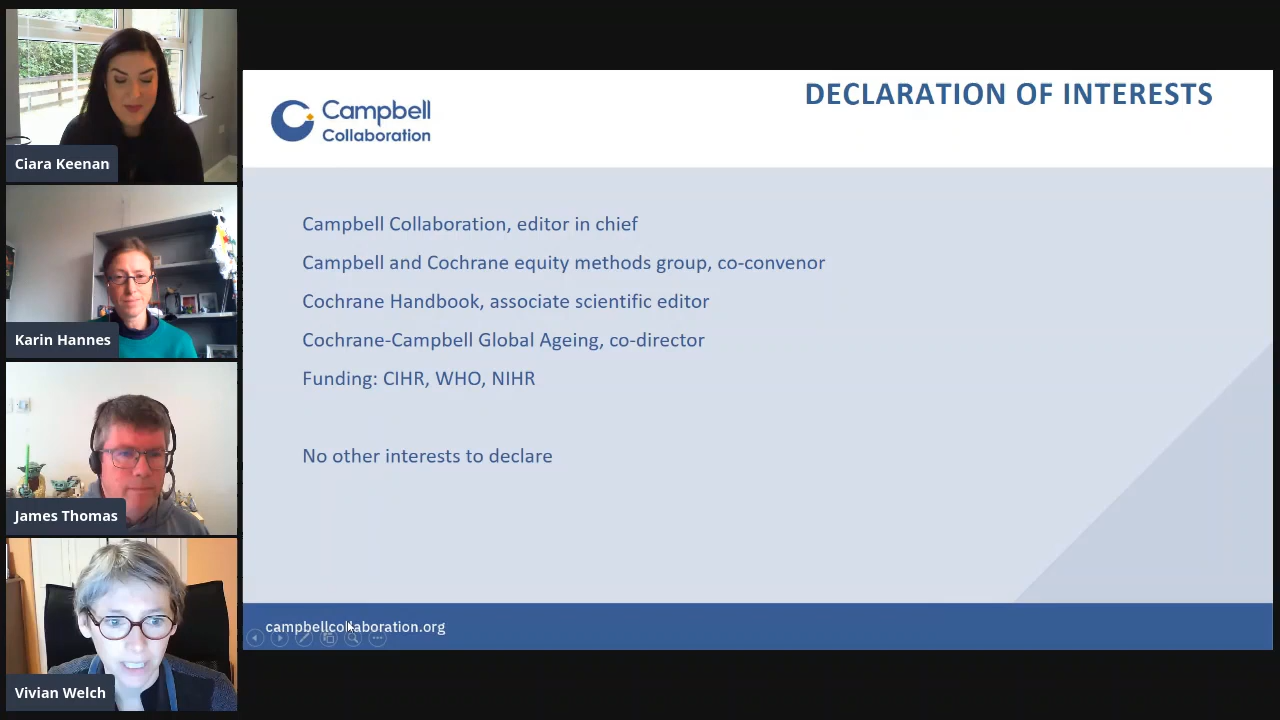 Ciara Keenan
Karin Hannes
James Thomas
Vivian Welch
Campbell
Collaboration
DECLARATION OF INTERESTS
Campbell Collaboration, editor in chief
Campbell and Cochrane equity methods group, co-convenor
Cochrane Handbook, associate scientific editor
Cochrane-Campbell Global Ageing, co-director
Funding: CIHR, WHO, NIHR
No other interests to declare
campbellcollaboration.org